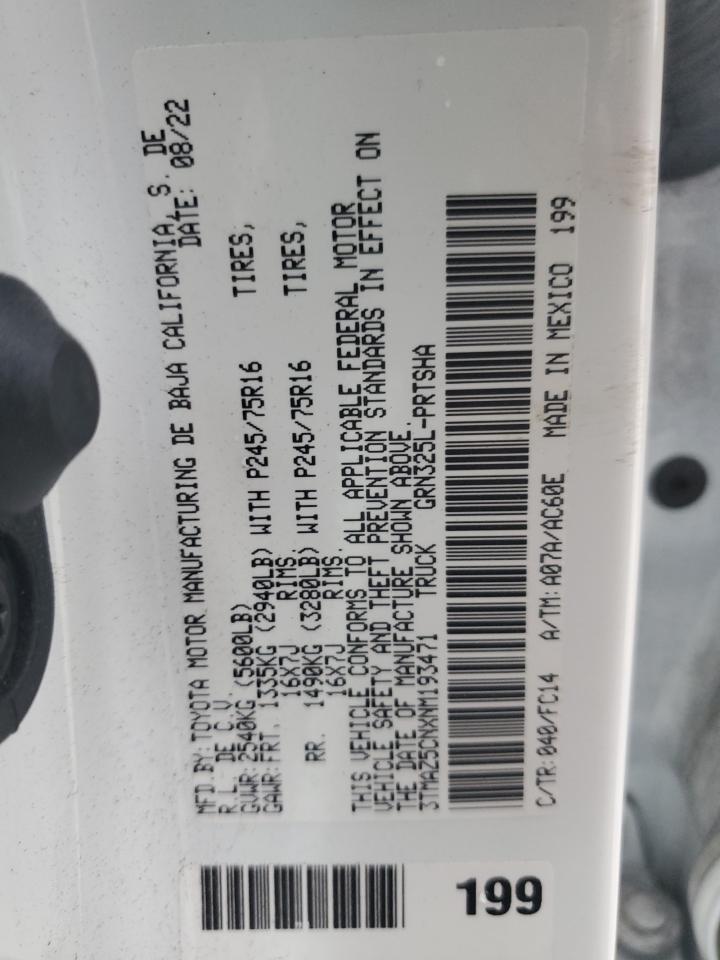 MFD.BY:TOYOTA MOTOR MANUFACTURING DE BAJA CALIFORNIA, S. DE
R.L. DE C.V. DATE: 08/22
GVWR:2540KG (5600LB)
GAWR:FRT. 1335KG (2940LB) WITH P245/75R16 TIRES,
16X7J RIMS.
RR. 1490KG (3280LB) WITH P245/75R16 TIRES,
16X7J RIMS.
THIS VEHICLE CONFORMS TO ALL APPLICABLE FEDERAL MOTOR
VEHICLE SAFETY AND THEFT PREVENTION STANDARDS IN EFFECT ON
THE DATE OF MANUFACTURE SHOWN ABOVE.
3TMAZ5CNXNM193471 TRUCK GRN325L-PRTSHA
C/TR:040/FC14 A/TM:A07A/AC60E MADE IN MEXICO 199
199